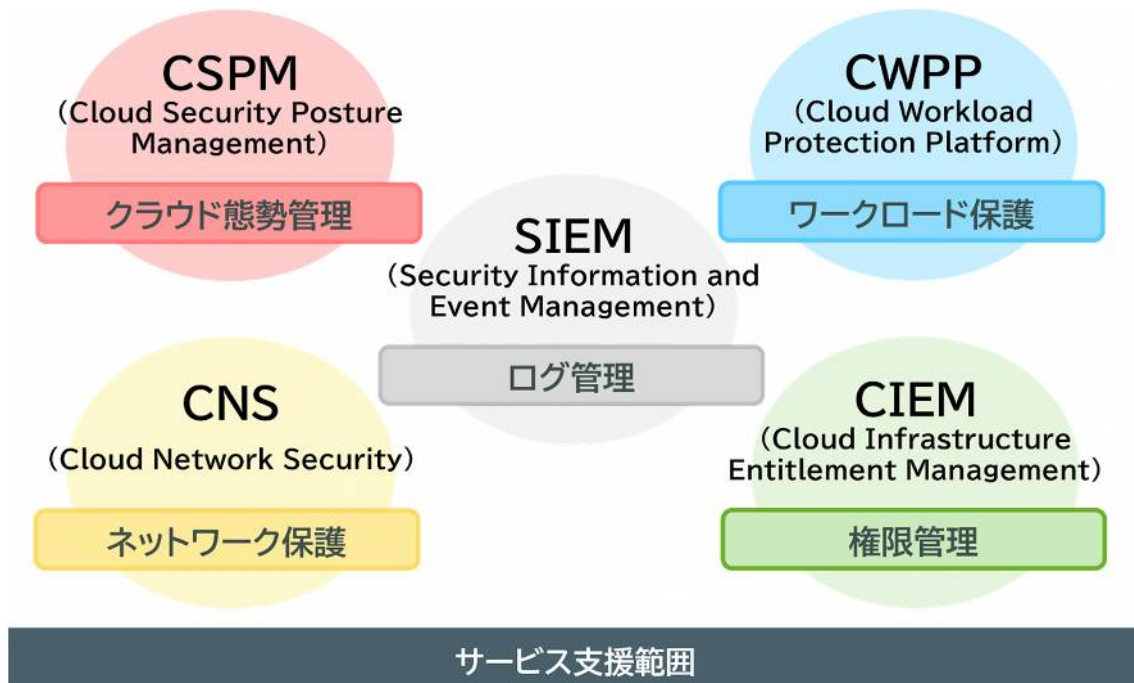 CSPM
（Cloud Security Posture
Management）
クラウド態勢管理
CWPP
（Cloud Workload
Protection Platform）
ワークロード保護
SIEM
（Security Information and
Event Management）
ログ管理
CNS
（Cloud Network Security）
ネットワーク保護
CIEM
（Cloud Infrastructure
Entitlement Management）
権限管理
サービス支援範囲